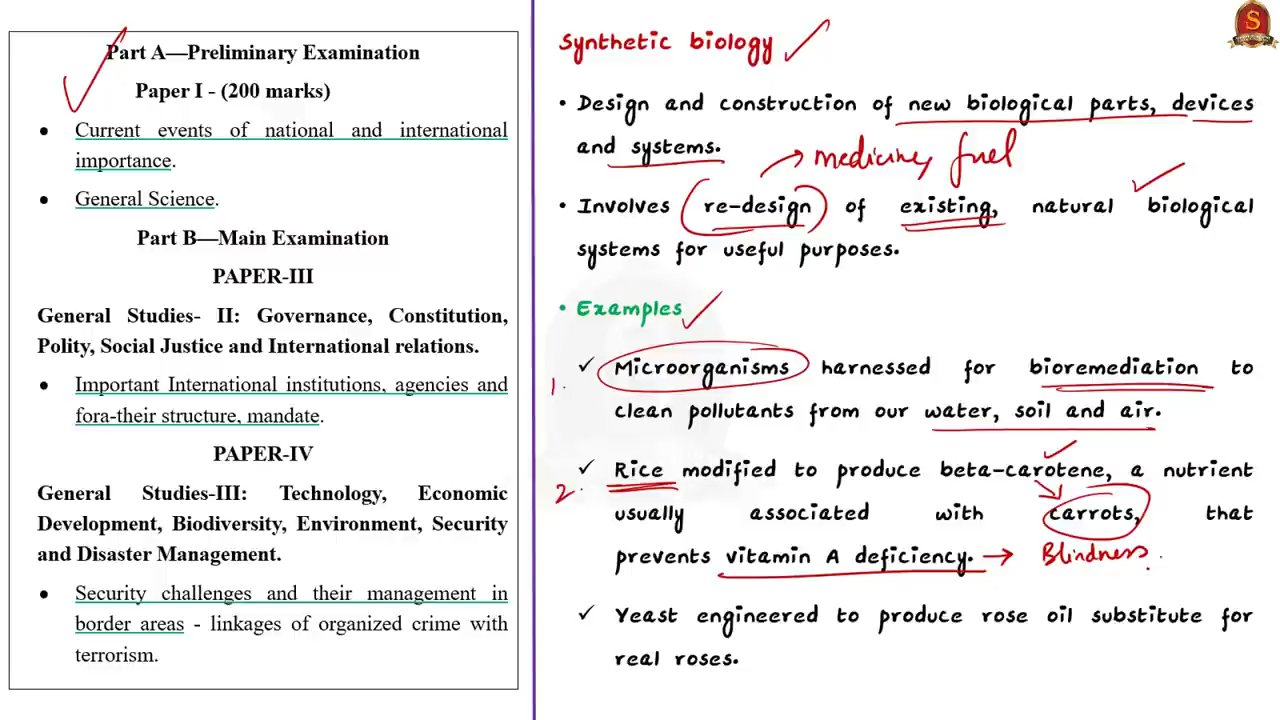 Part A—Preliminary Examination
Paper I - (200 marks)
● Current events of national and international
importance.
● General Science.
Part B—Main Examination
PAPER-III
General Studies- II: Governance, Constitution,
Polity, Social Justice and International relations.
● Important International institutions, agencies and
fora-their structure, mandate.
PAPER-IV
General Studies-III: Technology, Economic
Development, Biodiversity, Environment, Security
and Disaster Management.
● Security challenges and their management in
border areas - linkages of organized crime with
terrorism.
Synthetic biology
• Design and construction of new biological parts, devices
and systems.
medicine, fuel
• Involves re-design of existing, natural biological
systems for useful purposes.
• Examples
1. ✓ Microorganisms harnessed for bioremediation to
clean pollutants from our water, soil and air.
2. ✓ Rice modified to produce beta-carotene, a nutrient
usually associated with carrots, that
prevents vitamin A deficiency. → Blindness.
✓ Yeast engineered to produce rose oil substitute for
real roses.
S